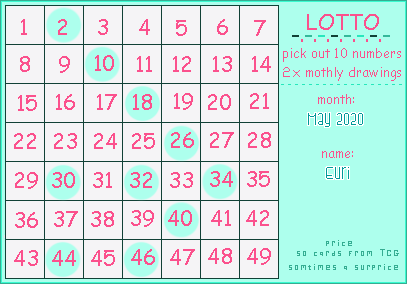 1 2 3 4 5 6 7
8 9 10 11 12 13 14
15 16 17 18 19 20 21
22 23 24 25 26 27 28
29 30 31 32 33 34 35
36 37 38 39 40 41 42
43 44 45 46 47 48 49
LOTTO
pick out 10 numbers
2x mothly drawings
month:
May 2020
name:
Euri
price
50 cards from TCG
somtimes a surprice